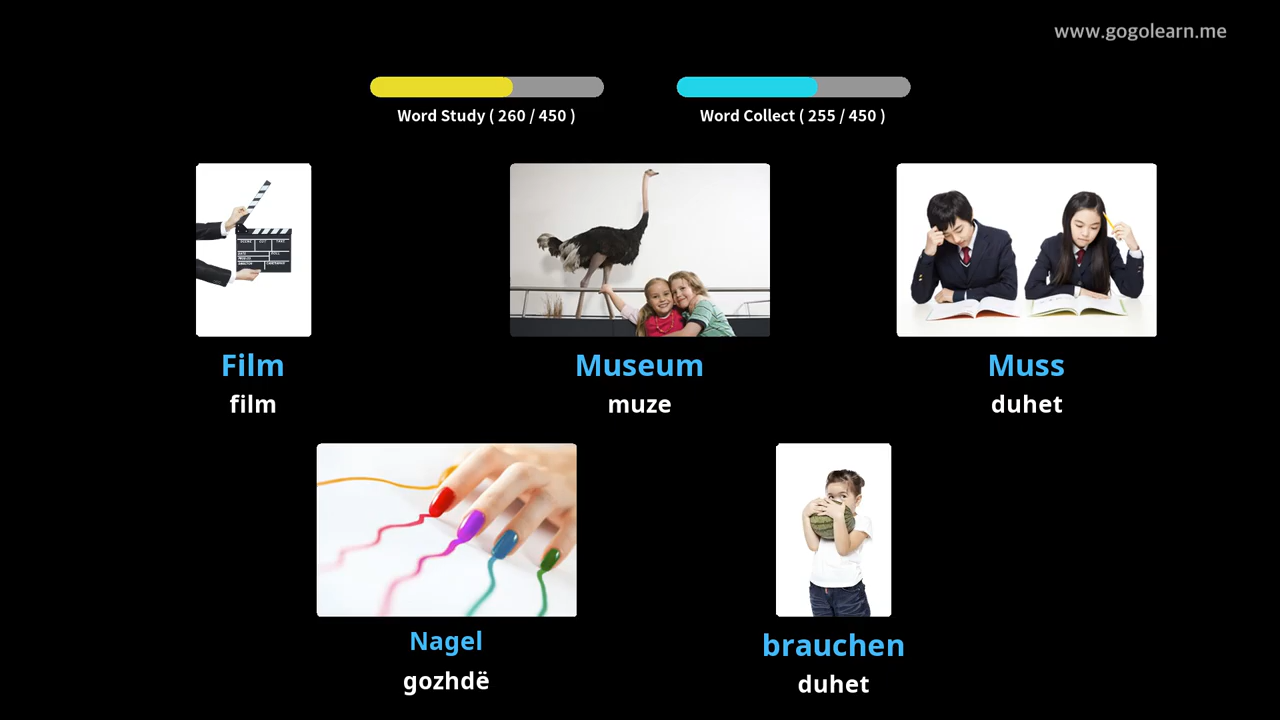 www.gogolearn.me
Word Study ( 260 / 450 )
Word Collect ( 255 / 450 )
Film
film
Museum
muze
Muss
duhet
Nagel
gozhdë
brauchen
duhet